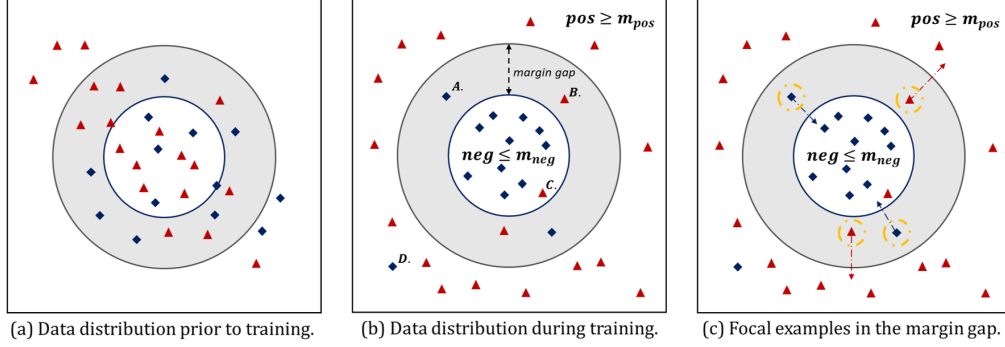 pos ≥ m_pos
pos ≥ m_pos
margin gap
A.
B.
neg ≤ m_neg
neg ≤ m_neg
C.
D.
(a) Data distribution prior to training.
(b) Data distribution during training.
(c) Focal examples in the margin gap.